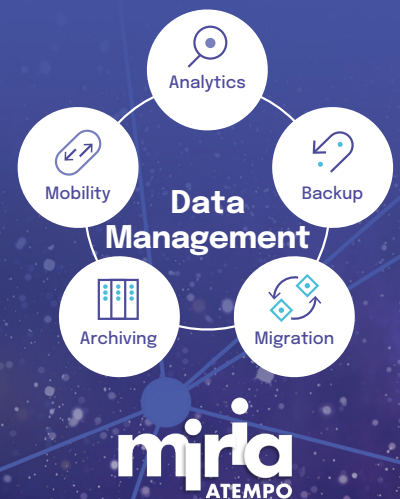 Analytics
Mobility
Backup
Data
Management
Archiving
Migration
miria
ATEMPO